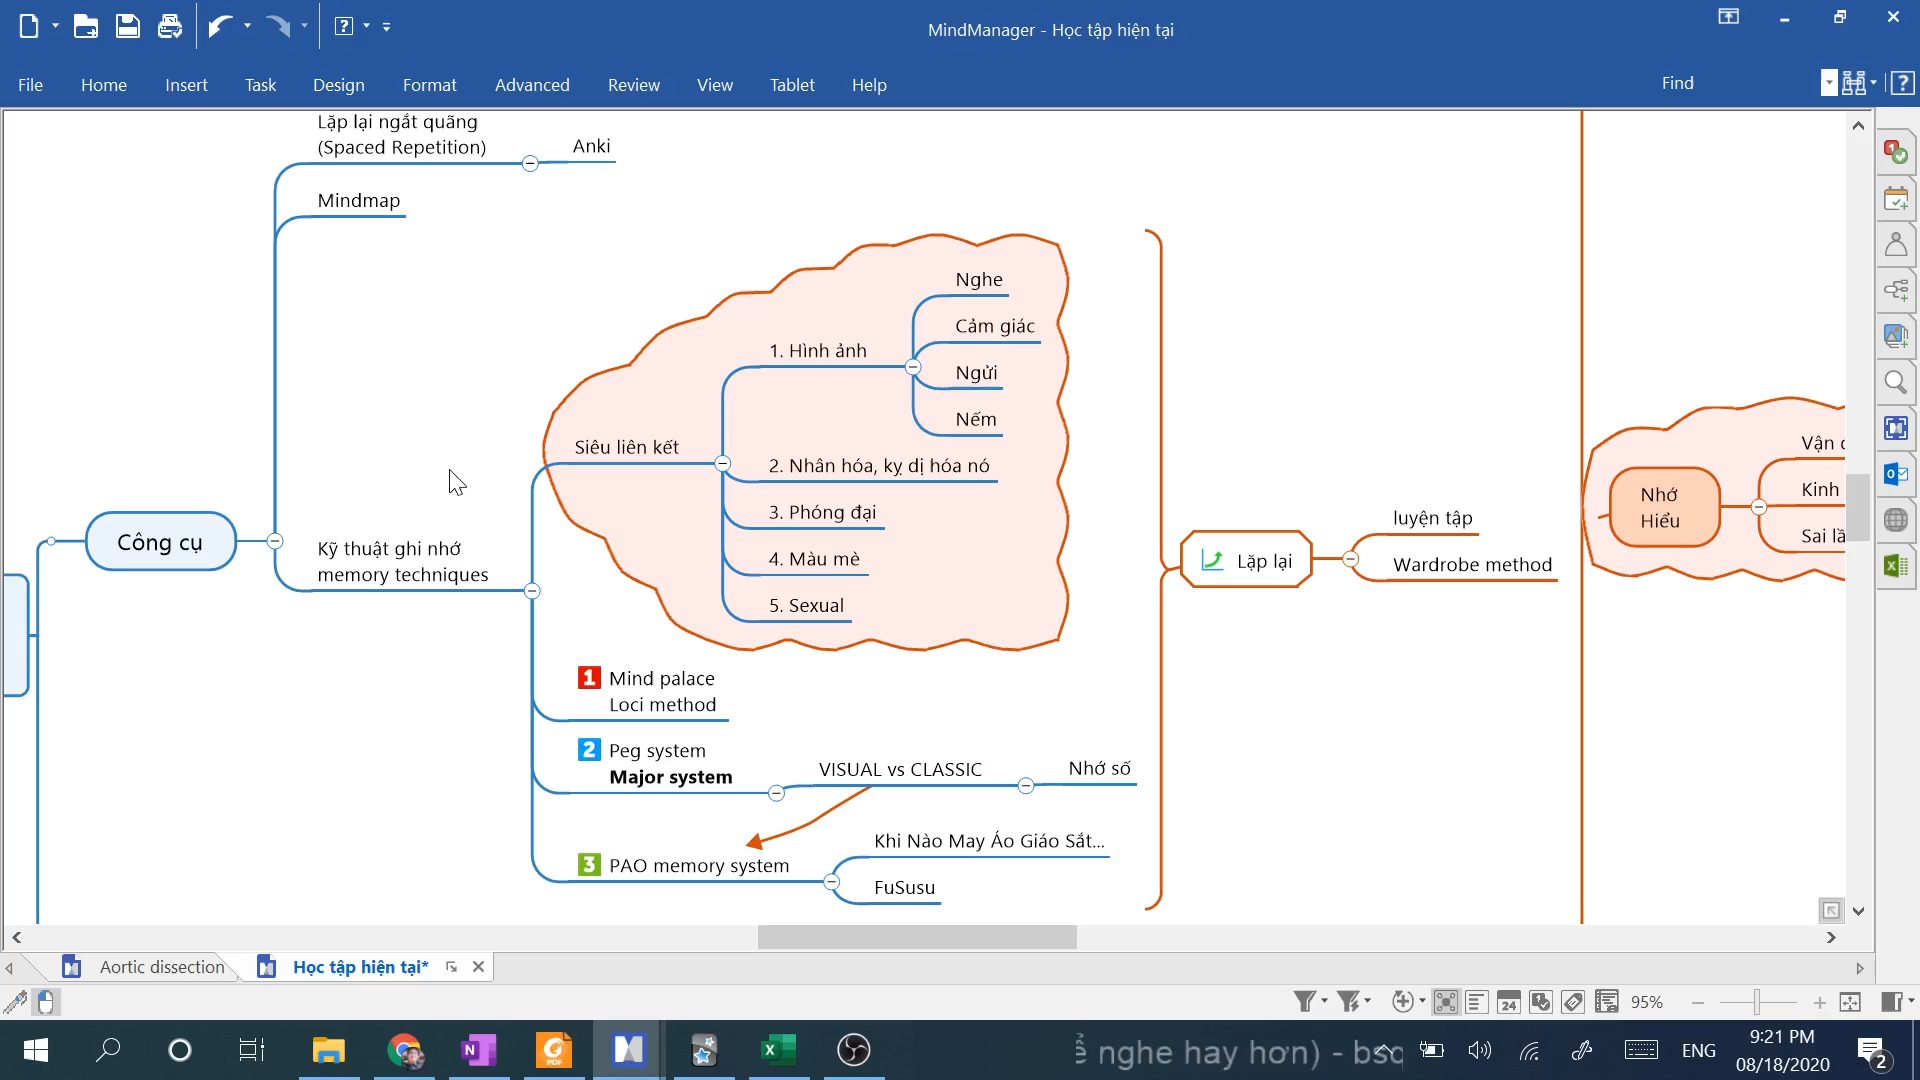 MindManager - Học tập hiện tại
File Home Insert Task Design Format Advanced Review View Tablet Help Find
Lặp lại ngắt quãng
(Spaced Repetition)
Anki
Mindmap
Nghe
Cảm giác
1. Hình ảnh
Ngửi
Nếm
Siêu liên kết
2. Nhân hóa, kỵ dị hóa nó
3. Phóng đại
4. Màu mè
5. Sexual
Công cụ
Kỹ thuật ghi nhớ
memory techniques
luyện tập
Lặp lại
Wardrobe method
Nhớ
Hiểu
Kinh
1 Mind palace
Loci method
2 Peg system
Major system
VISUAL vs CLASSIC
Nhớ số
Khi Nào May Áo Giáo Sắt...
3 PAO memory system
FuSusu
Aortic dissection
Học tập hiện tại*
24
95%
nghe hay hơn) - bsc
ENG
9:21 PM
08/18/2020
2